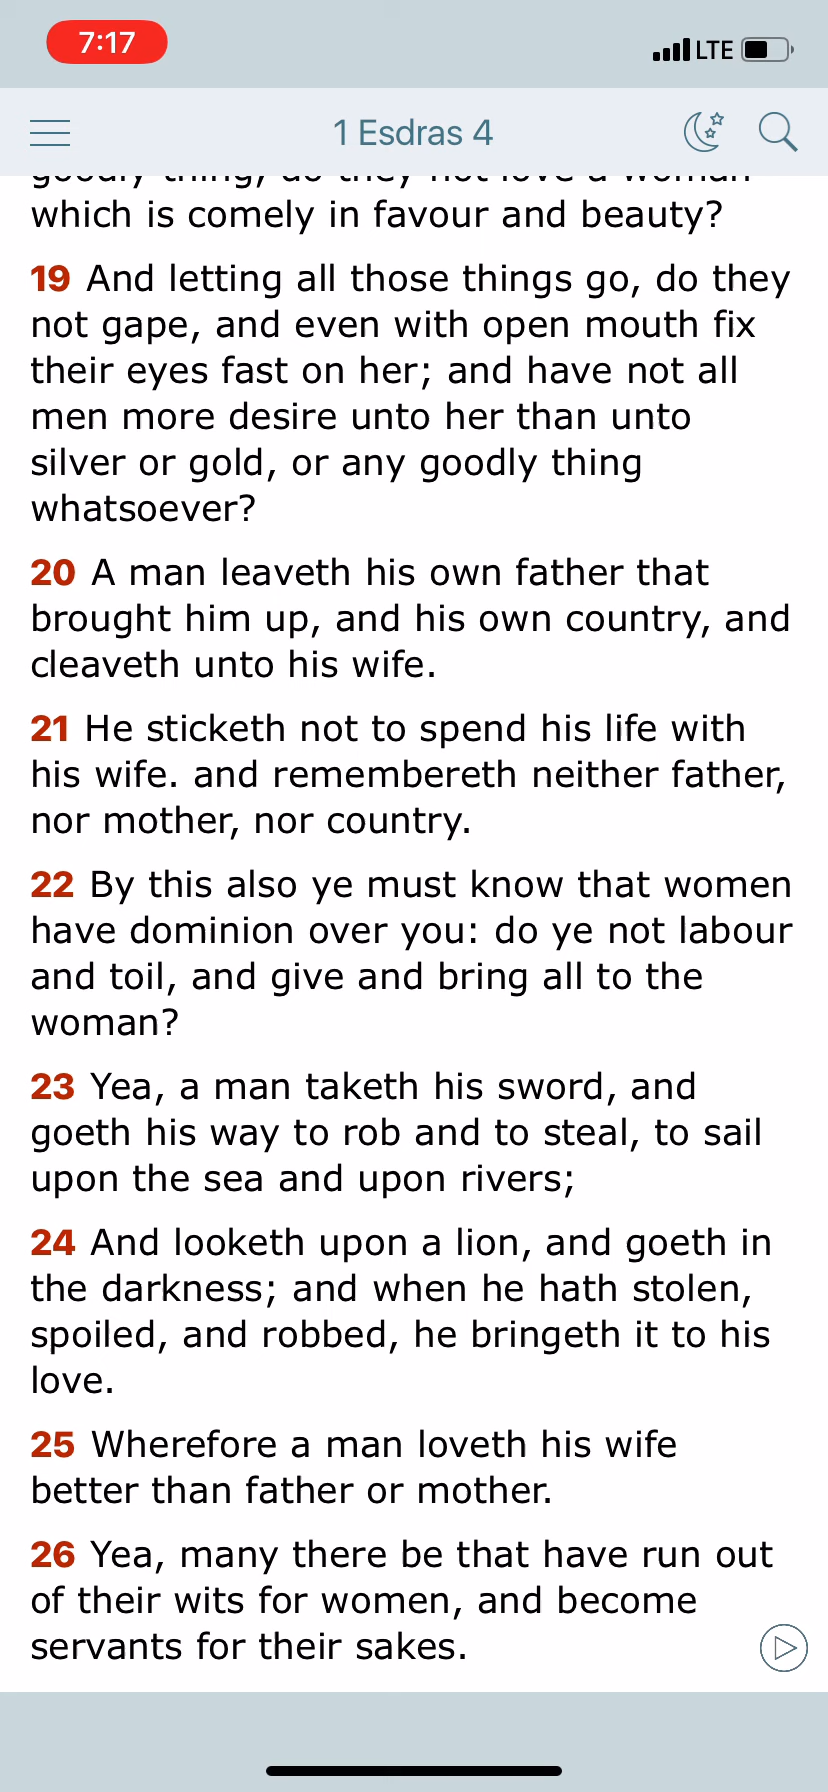 7:17
LTE
1 Esdras 4
goodly thing, do they not love a woman
which is comely in favour and beauty?
19 And letting all those things go, do they
not gape, and even with open mouth fix
their eyes fast on her; and have not all
men more desire unto her than unto
silver or gold, or any goodly thing
whatsoever?
20 A man leaveth his own father that
brought him up, and his own country, and
cleaveth unto his wife.
21 He sticketh not to spend his life with
his wife. and remembereth neither father,
nor mother, nor country.
22 By this also ye must know that women
have dominion over you: do ye not labour
and toil, and give and bring all to the
woman?
23 Yea, a man taketh his sword, and
goeth his way to rob and to steal, to sail
upon the sea and upon rivers;
24 And looketh upon a lion, and goeth in
the darkness; and when he hath stolen,
spoiled, and robbed, he bringeth it to his
love.
25 Wherefore a man loveth his wife
better than father or mother.
26 Yea, many there be that have run out
of their wits for women, and become
servants for their sakes.